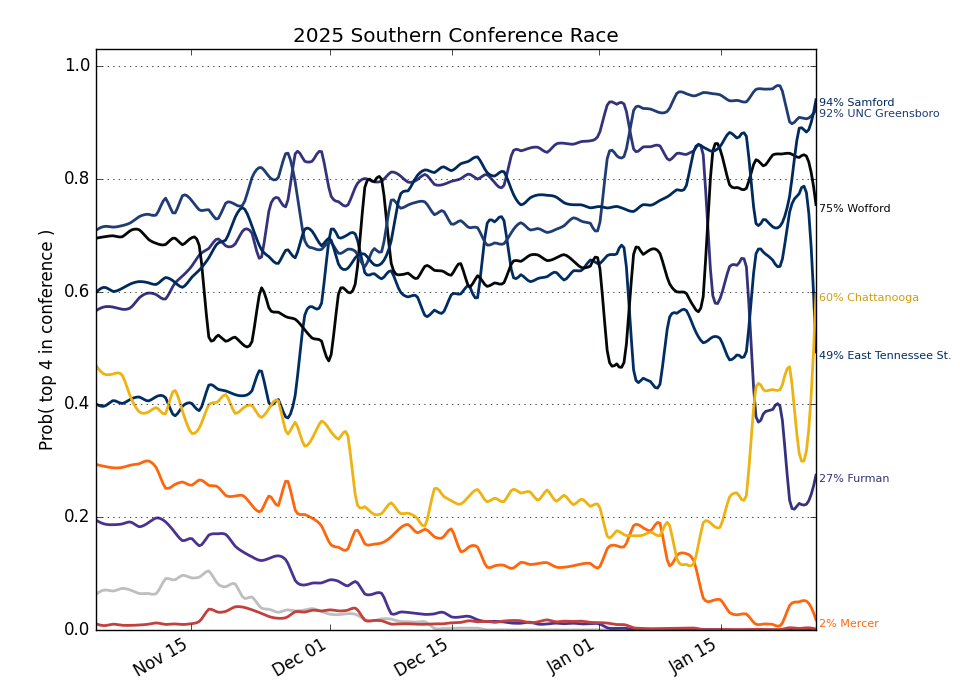 2025 Southern Conference Race
Prob( top 4 in conference )
1.0
0.8
0.6
0.4
0.2
0.0
Nov 15
Dec 01
Dec 15
Jan 01
Jan 15
94% Samford
92% UNC Greensboro
75% Wofford
60% Chattanooga
49% East Tennessee St.
27% Furman
2% Mercer